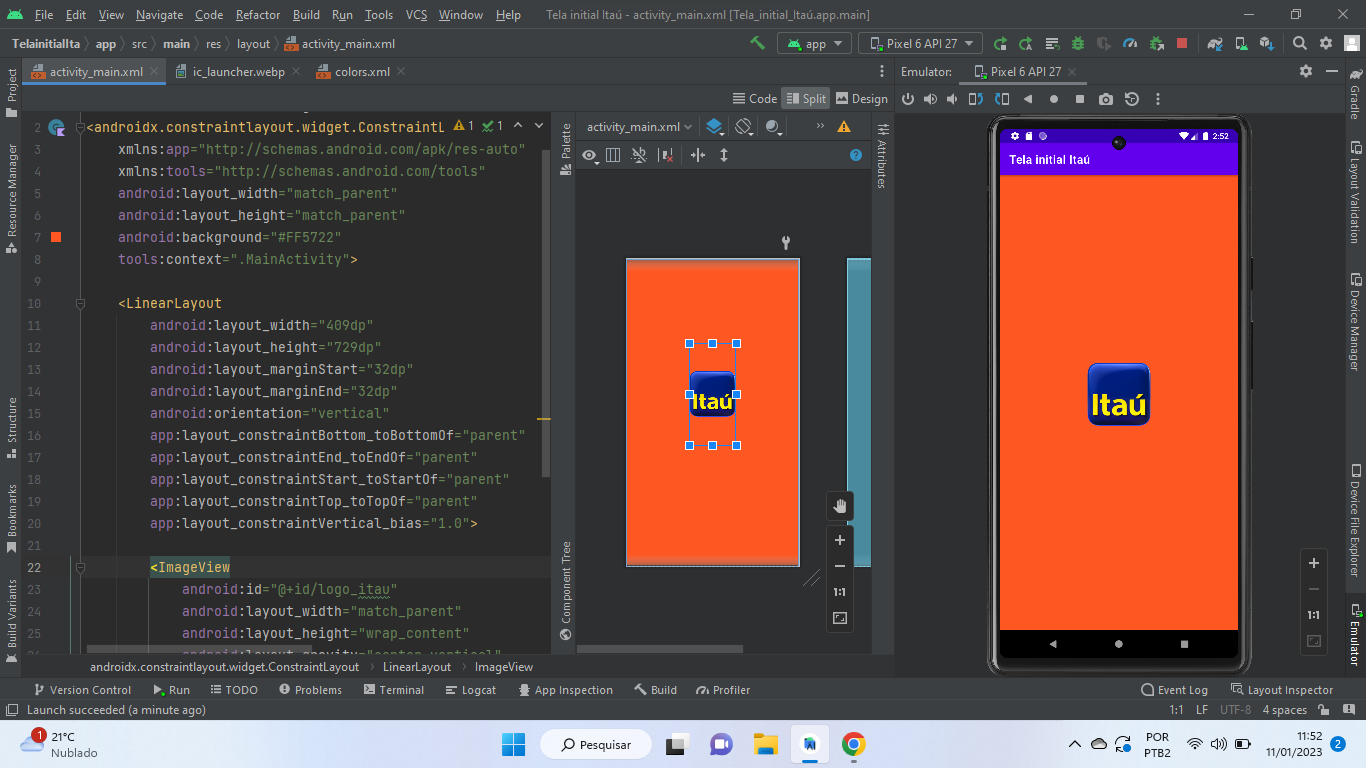 File Edit View Navigate Code Refactor Build Run Tools VCS Window Help Tela initial Itaú - activity_main.xml [Tela_initial_Itaú.app.main]
TelainitialIta app src main res layout activity_main.xml app Pixel 6 API 27
activity_main.xml ic_launcher.webp colors.xml Emulator: Pixel 6 API 27
Code Split Design
2 <androidx.constraintlayout.widget.ConstraintL 1 1 activity_main.xml
3 xmlns:app="http://schemas.android.com/apk/res-auto"
4 xmlns:tools="http://schemas.android.com/tools"
5 android:layout_width="match_parent"
6 android:layout_height="match_parent"
7 android:background="#FF5722"
8 tools:context=".MainActivity">
9
10 <LinearLayout
11 android:layout_width="409dp"
12 android:layout_height="729dp"
13 android:layout_marginStart="32dp"
14 android:layout_marginEnd="32dp"
15 android:orientation="vertical"
16 app:layout_constraintBottom_toBottomOf="parent"
17 app:layout_constraintEnd_toEndOf="parent"
18 app:layout_constraintStart_toStartOf="parent"
19 app:layout_constraintTop_toTopOf="parent"
20 app:layout_constraintVertical_bias="1.0">
21
22 <ImageView
23 android:id="@+id/logo_itau"
24 android:layout_width="match_parent"
25 android:layout_height="wrap_content"
androidx.constraintlayout.widget.ConstraintLayout LinearLayout ImageView
Project
Resource Manager
Structure
Bookmarks
Build Variants
Palette
Component Tree
Attributes
Itaú
1:1
2:52
Tela initial Itaú
Itaú
1:1
Gradle
Layout Validation
Device Manager
Device File Explorer
Emulator
Version Control Run TODO Problems Terminal Logcat App Inspection Build Profiler Event Log Layout Inspector
Launch succeeded (a minute ago) 1:1 LF UTF-8 4 spaces
1 21°C
Nublado
Pesquisar
POR
PTB2
11:52
11/01/2023
2